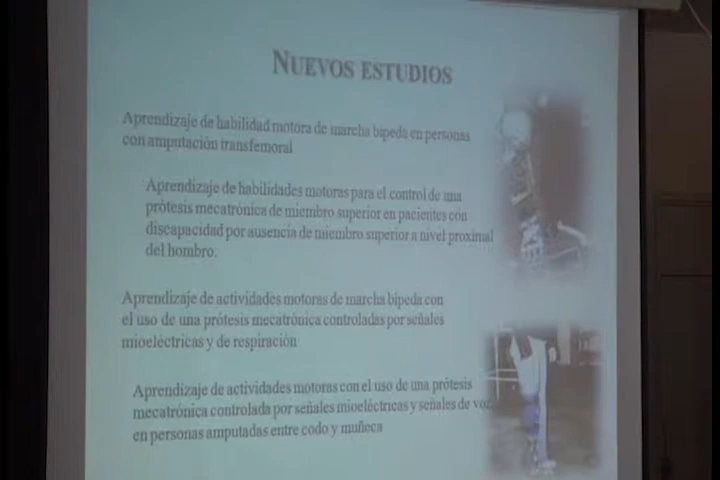 NUEVOS ESTUDIOS
Aprendizaje de habilidad motora de marcha bípeda en personas
con amputación transfemoral
Aprendizaje de habilidades motoras para el control de una
prótesis mecatrónica de miembro superior en pacientes con
discapacidad por ausencia de miembro superior a nivel proximal
del hombro.
Aprendizaje de actividades motoras de marcha bípeda con
el uso de una prótesis mecatrónica controladas por señales
mioeléctricas y de respiración
Aprendizaje de actividades motoras con el uso de una prótesis
mecatrónica controlada por señales mioeléctricas y señales de voz,
en personas amputadas entre codo y muñeca